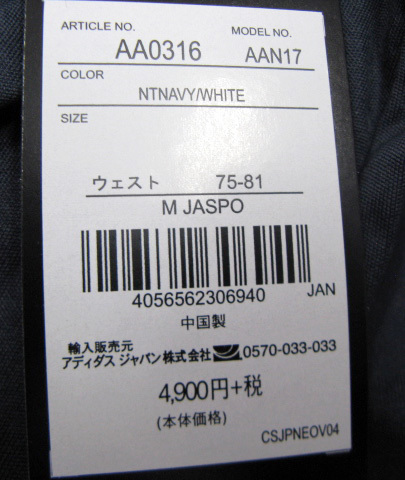 ARTICLE NO. MODEL NO.
AA0316 AAN17
COLOR
NTNAVY/WHITE
SIZE
ウェスト 75-81
M JASPO
4056562306940 JAN
中国製
輸入販売元
アディダス ジャパン株式会社 0570-033-033
4,900円+税
(本体価格)
CSJPNEOV04